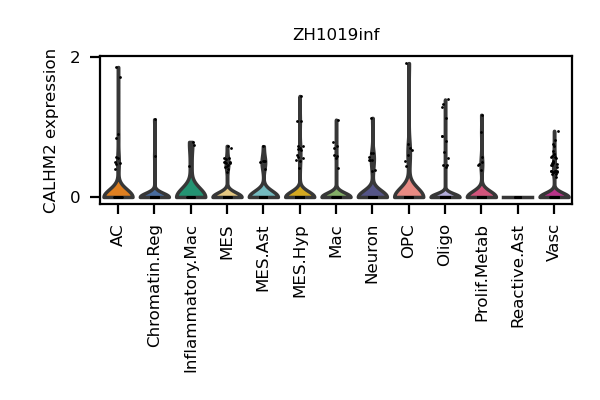 ZH1019inf
CALHM2 expression
2
0
AC
Chromatin.Reg
Inflammatory.Mac
MES
MES.Ast
MES.Hyp
Mac
Neuron
OPC
Oligo
Prolif.Metab
Reactive.Ast
Vasc